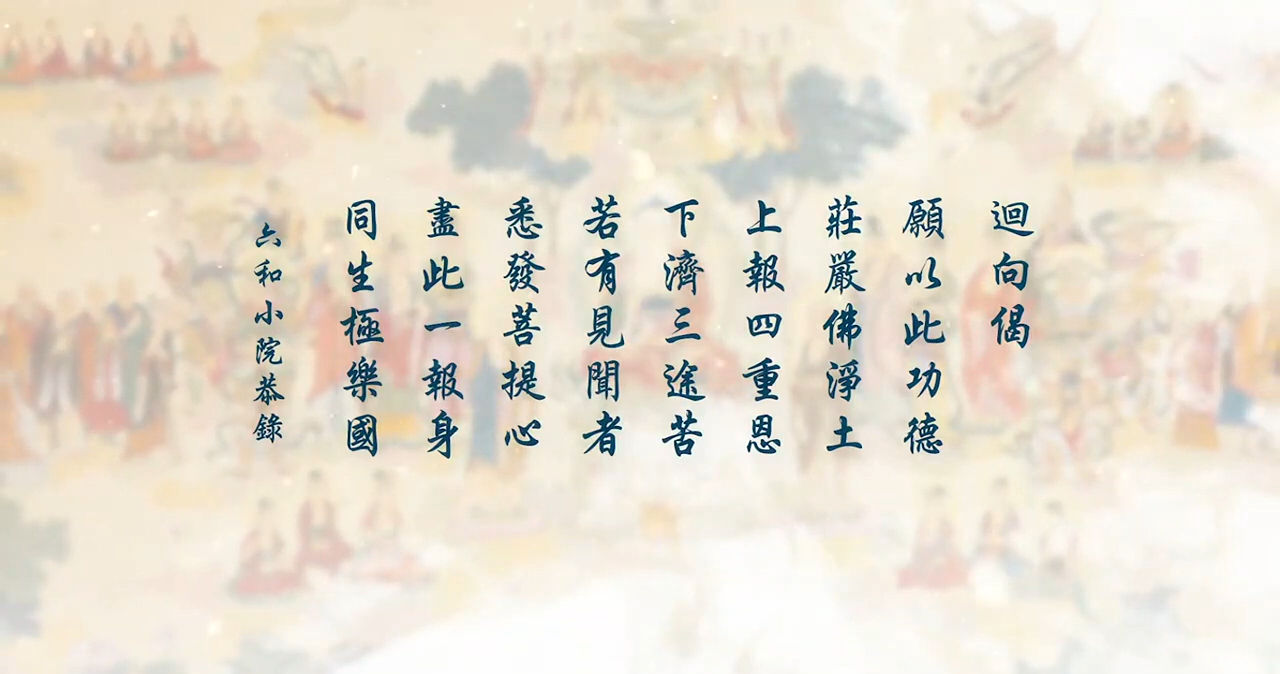 迴向偈
願以此功德
莊嚴佛淨土
上報四重恩
下濟三途苦
若有見聞者
悉發菩提心
盡此一報身
同生極樂國
六和小院恭錄